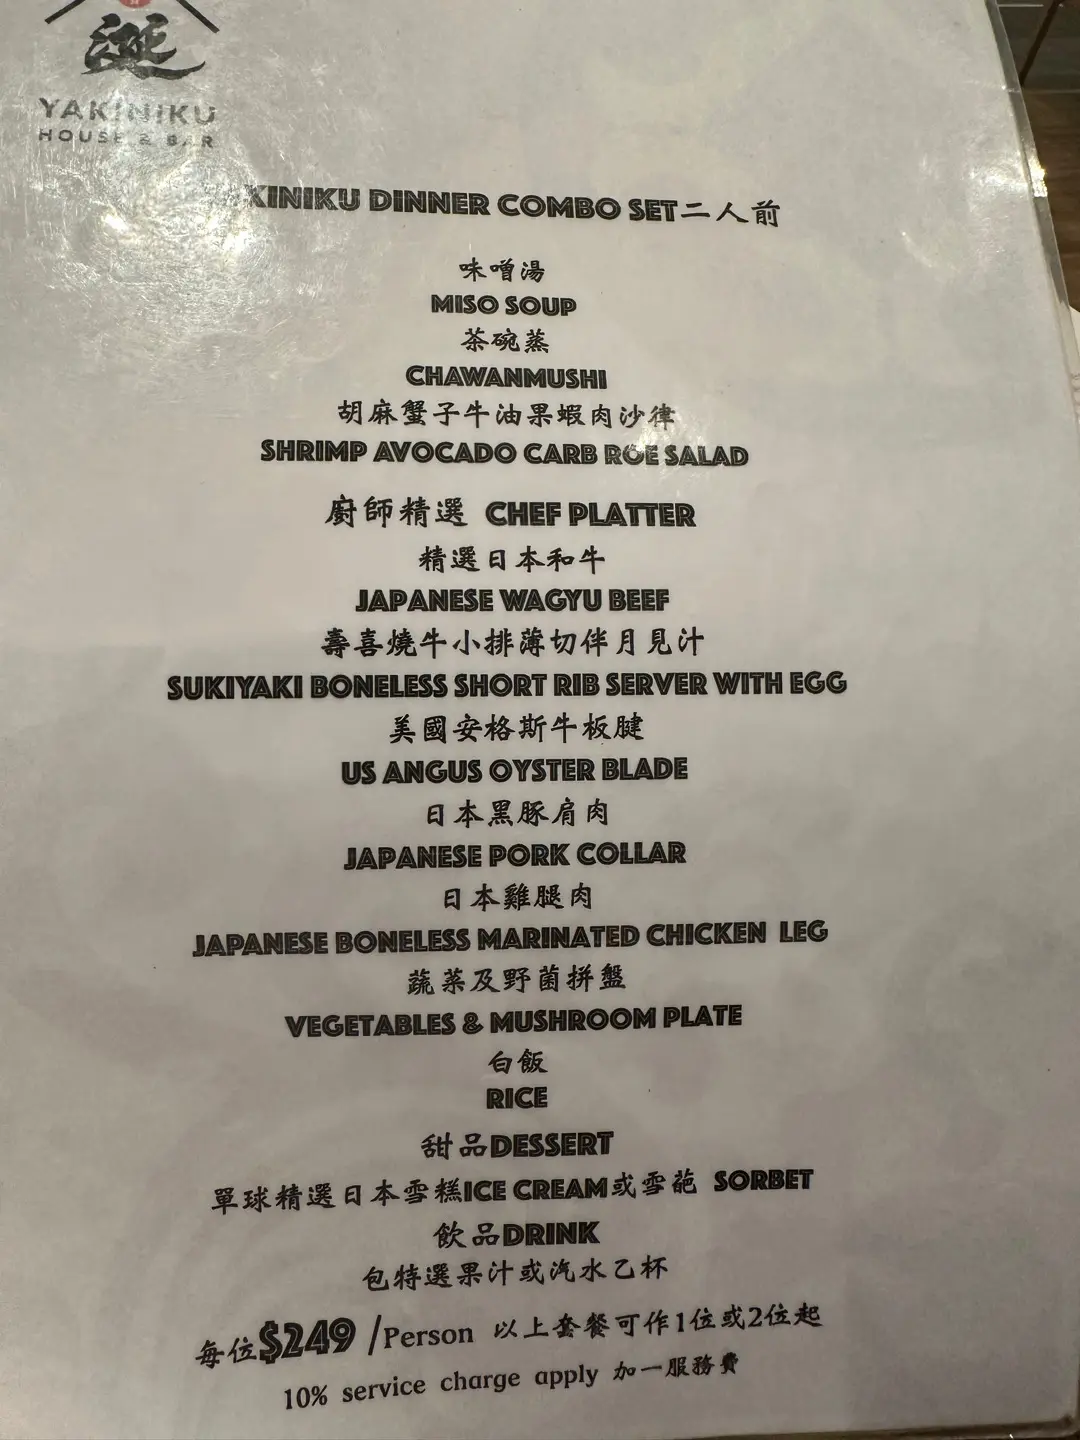 YAKINIKU
HOUSE & BAR
KINIKU DINNER COMBO SET二人前
味噌湯
MISO SOUP
茶碗蒸
CHAWANMUSHI
胡麻蟹子牛油果蝦肉沙律
SHRIMP AVOCADO CARB ROE SALAD
廚師精選 CHEF PLATTER
精選日本和牛
JAPANESE WAGYU BEEF
壽喜燒牛小排薄切伴月見汁
SUKIYAKI BONELESS SHORT RIB SERVER WITH EGG
美國安格斯牛板腱
US ANGUS OYSTER BLADE
日本黑豚肩肉
JAPANESE PORK COLLAR
日本雞腿肉
JAPANESE BONELESS MARINATED CHICKEN LEG
蔬菜及野菌拼盤
VEGETABLES & MUSHROOM PLATE
白飯
RICE
甜品DESSERT
單球精選日本雪糕ICE CREAM或雪葩 SORBET
飲品DRINK
包特選果汁或汽水乙杯
每位$249 /Person 以上套餐可作1位或2位起
10% service charge apply 加一服務費